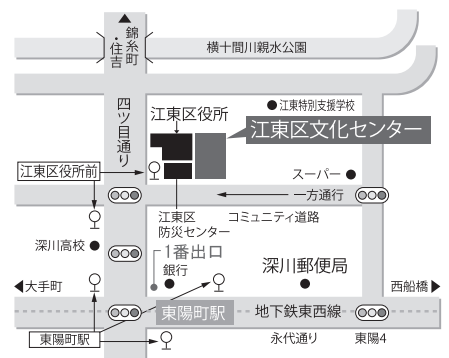 錦糸町
・住吉
横十間川親水公園
四ツ目通り
江東区役所
江東特別支援学校
江東区文化センター
江東区役所前
スーパー
一方通行
江東区
防災センター
コミュニティ道路
深川高校
1番出口
銀行
深川郵便局
大手町
西船橋
東陽町駅
地下鉄東西線
東陽町駅
永代通り
東陽4